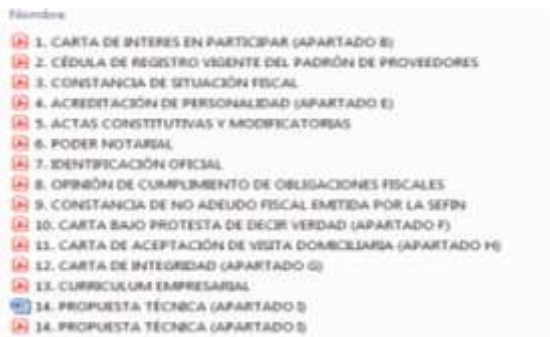 Nombre
1. CARTA DE INTERES EN PARTICIPAR (APARTADO B)
2. CÉDULA DE REGISTRO VIGENTE DEL PADRÓN DE PROVEEDORES
3. CONSTANCIA DE SITUACIÓN FISCAL
4. ACREDITACIÓN DE PERSONALIDAD (APARTADO E)
5. ACTAS CONSTITUTIVAS Y MODIFICATORIAS
6. PODER NOTARIAL
7. IDENTIFICACIÓN OFICIAL
8. OPINIÓN DE CUMPLIMIENTO DE OBLIGACIONES FISCALES
9. CONSTANCIA DE NO ADEUDO FISCAL EMITIDA POR LA SEFIN
10. CARTA BAJO PROTESTA DE DECIR VERDAD (APARTADO F)
11. CARTA DE ACEPTACIÓN DE VISITA DOMICILIARIA (APARTADO H)
12. CARTA DE INTEGRIDAD (APARTADO G)
13. CURRICULUM EMPRESARIAL
14. PROPUESTA TÉCNICA (APARTADO I)
14. PROPUESTA TÉCNICA (APARTADO I)